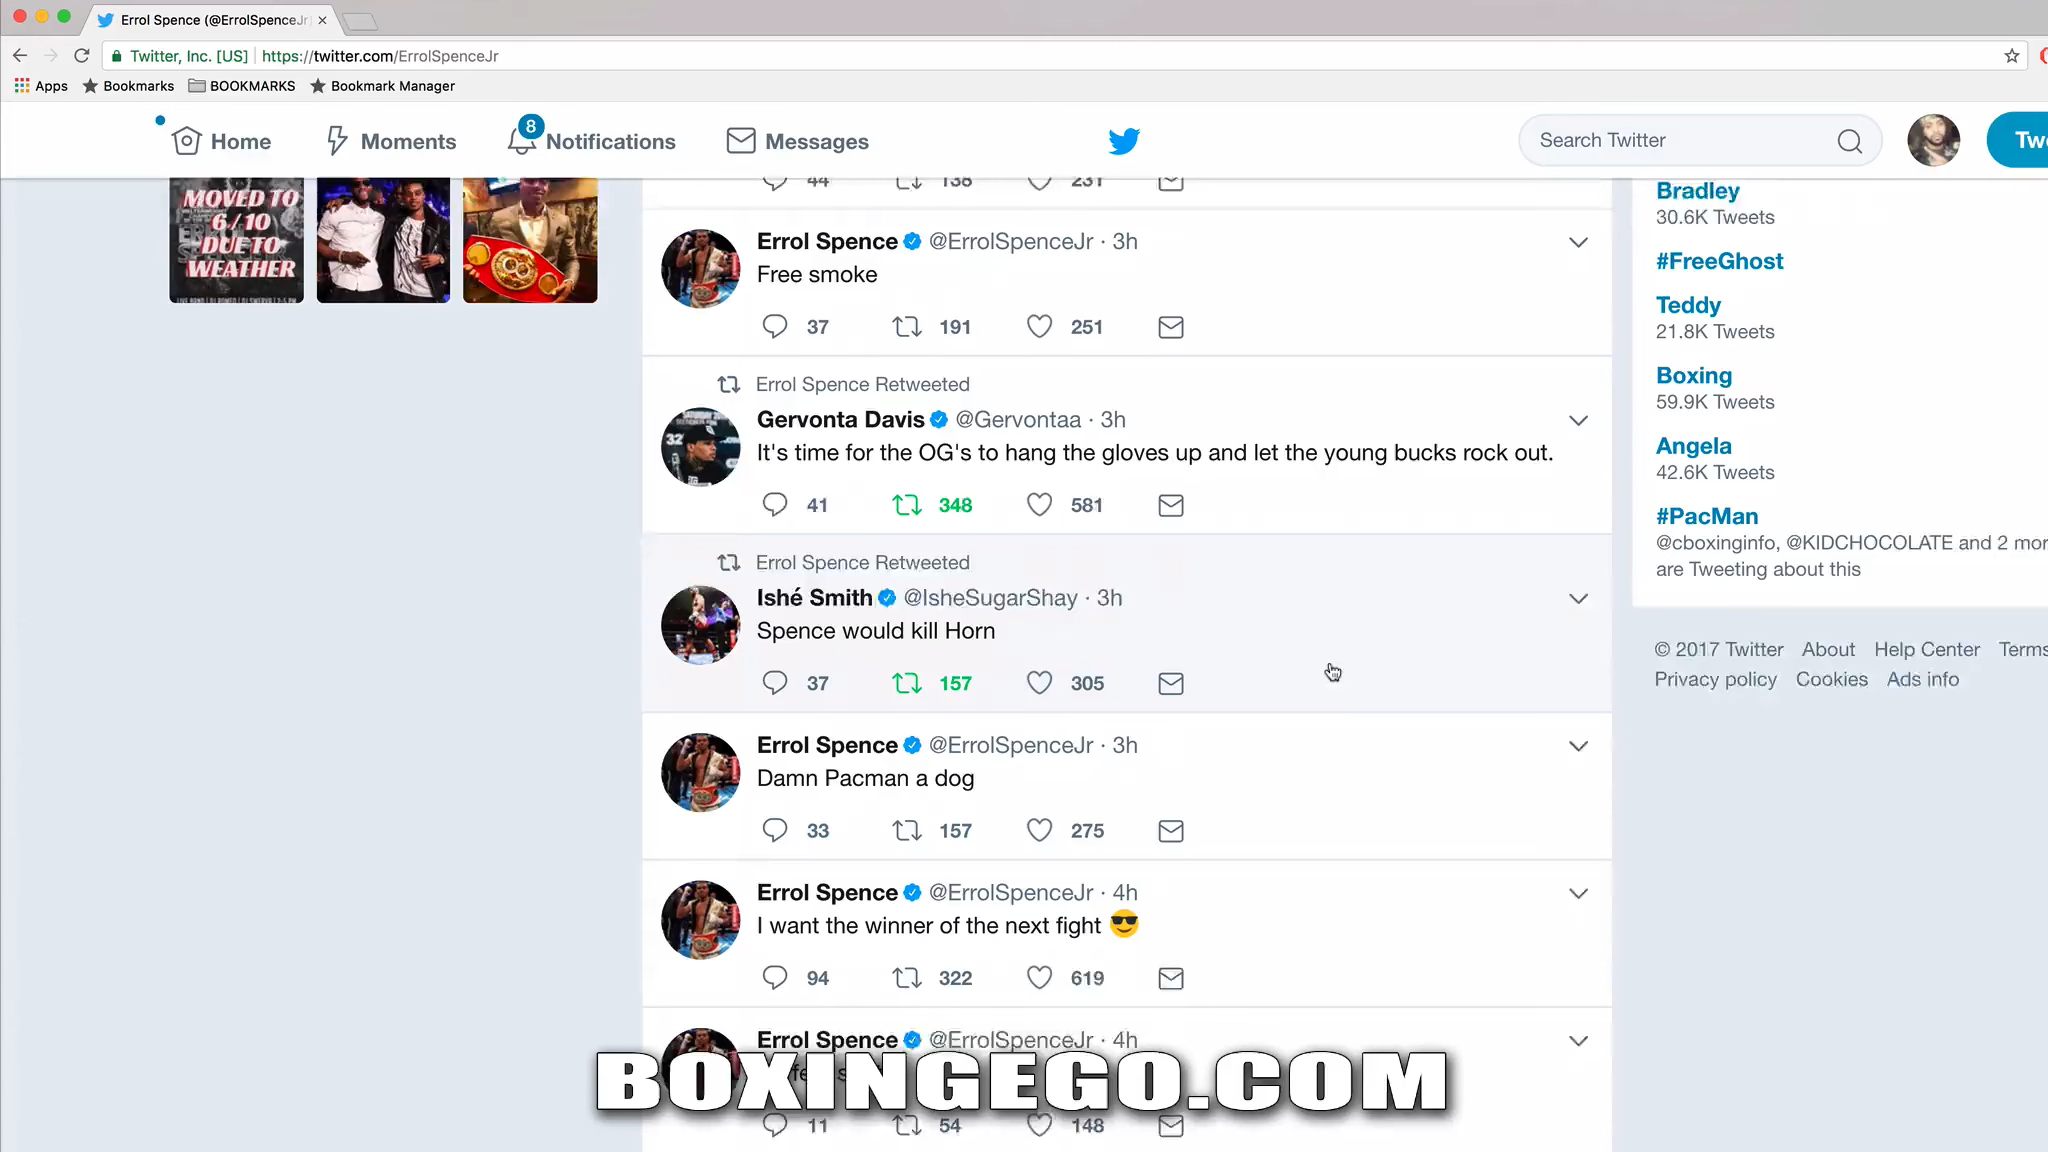 Errol Spence (@ErrolSpenceJr
Twitter, Inc. [US] https://twitter.com/ErrolSpenceJr
Apps Bookmarks BOOKMARKS Bookmark Manager
Home Moments 8 Notifications Messages Search Twitter Twe
MOVED TO
6/10
DUE TO
WEATHER
44 138 231
Errol Spence @ErrolSpenceJr · 3h
Free smoke
37 191 251
Errol Spence Retweeted
Gervonta Davis @Gervontaa · 3h
It's time for the OG's to hang the gloves up and let the young bucks rock out.
41 348 581
Errol Spence Retweeted
Ishé Smith @IsheSugarShay · 3h
Spence would kill Horn
37 157 305
Errol Spence @ErrolSpenceJr · 3h
Damn Pacman a dog
33 157 275
Errol Spence @ErrolSpenceJr · 4h
I want the winner of the next fight 😎
94 322 619
Errol Spence @ErrolSpenceJr · 4h
11 54 148
Bradley
30.6K Tweets
#FreeGhost
Teddy
21.8K Tweets
Boxing
59.9K Tweets
Angela
42.6K Tweets
#PacMan
@cboxinginfo, @KIDCHOCOLATE and 2 mor
are Tweeting about this
© 2017 Twitter About Help Center Terms
Privacy policy Cookies Ads info
BOXINGEGO.COM